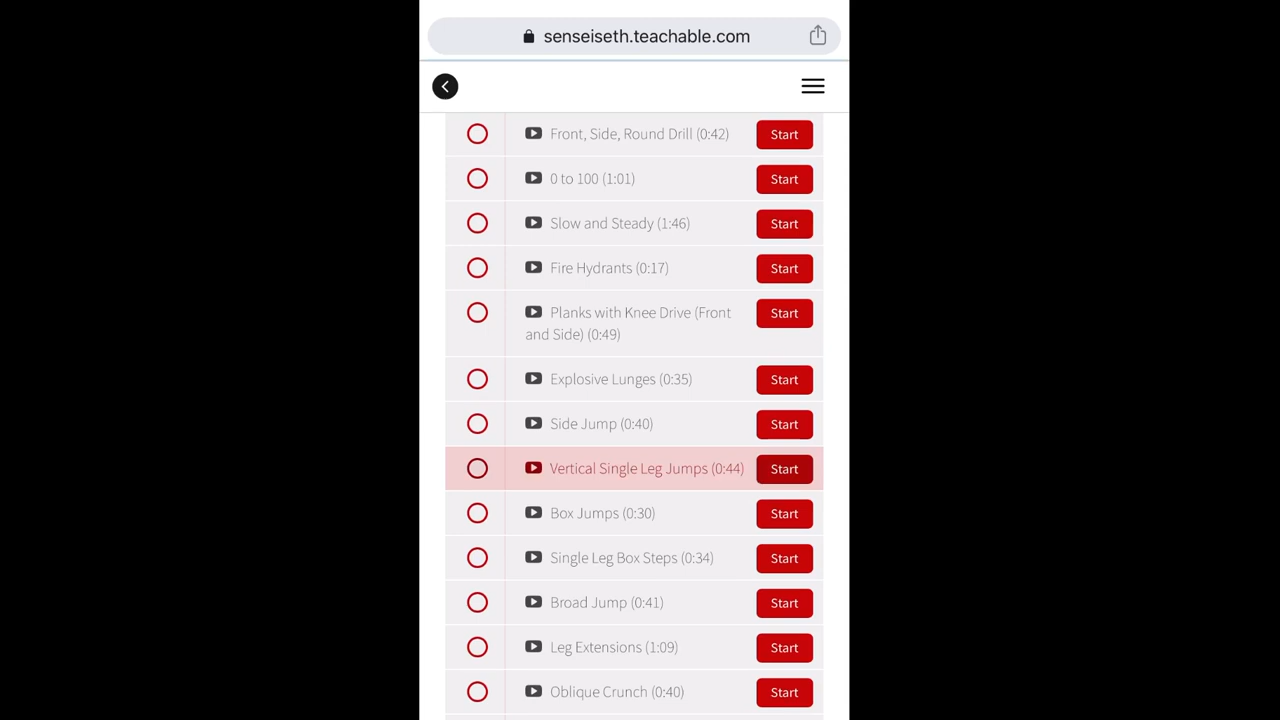 senseiseth.teachable.com
Front, Side, Round Drill (0:42) Start
0 to 100 (1:01) Start
Slow and Steady (1:46) Start
Fire Hydrants (0:17) Start
Planks with Knee Drive (Front Start
and Side) (0:49)
Explosive Lunges (0:35) Start
Side Jump (0:40) Start
Vertical Single Leg Jumps (0:44) Start
Box Jumps (0:30) Start
Single Leg Box Steps (0:34) Start
Broad Jump (0:41) Start
Leg Extensions (1:09) Start
Oblique Crunch (0:40) Start